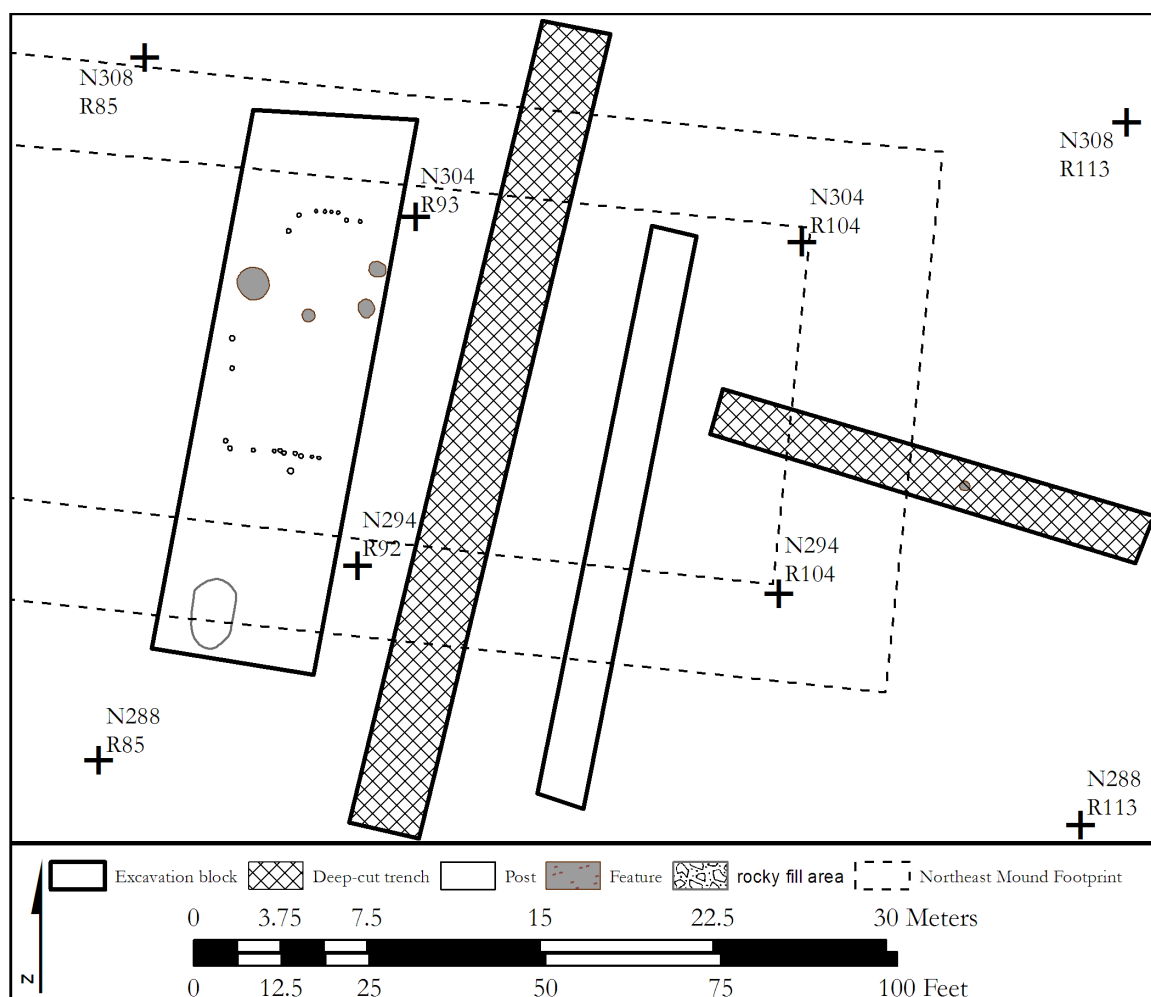 N308
R85
N308
R113
N304
R93
N304
R104
N294
R92
N294
R104
N288
R85
N288
R113
Excavation block
Deep-cut trench
Post
Feature
rocky fill area
Northeast Mound Footprint
N
0 3.75 7.5 15 22.5 30 Meters
0 12.5 25 50 75 100 Feet